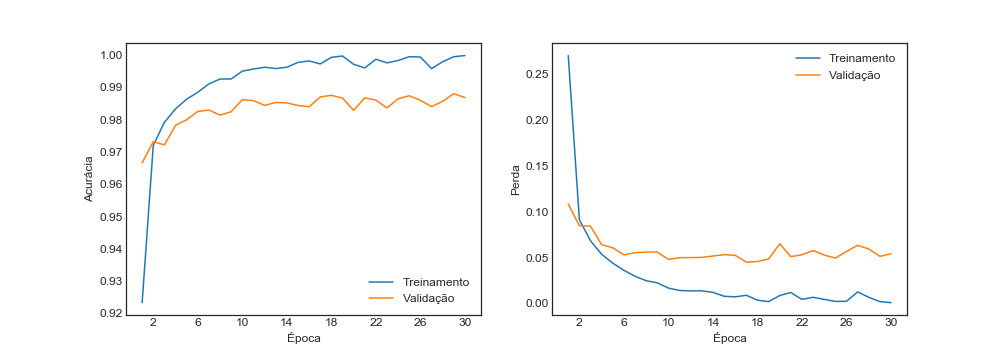 Acurácia
1.00
0.99
0.98
0.97
0.96
0.95
0.94
0.93
0.92
Treinamento
Validação
2 6 10 14 18 22 26 30
Época
Perda
0.25
0.20
0.15
0.10
0.05
0.00
Treinamento
Validação
2 6 10 14 18 22 26 30
Época